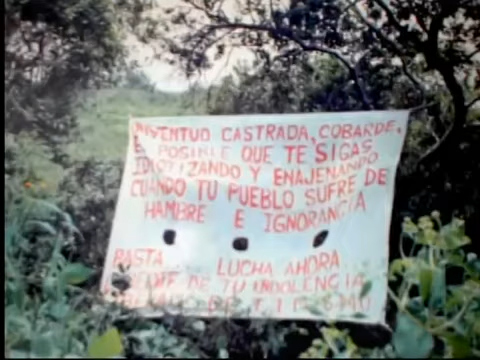 JUVENTUD CASTRADA, COBARDE,
ES POSIBLE QUE TE SIGAS
IDIOTIZANDO Y ENAJENANDO
CUANDO TU PUEBLO SUFRE DE
HAMBRE E IGNORANCIA
BASTA... LUCHA AHORA
DE TU INDOLENCIA